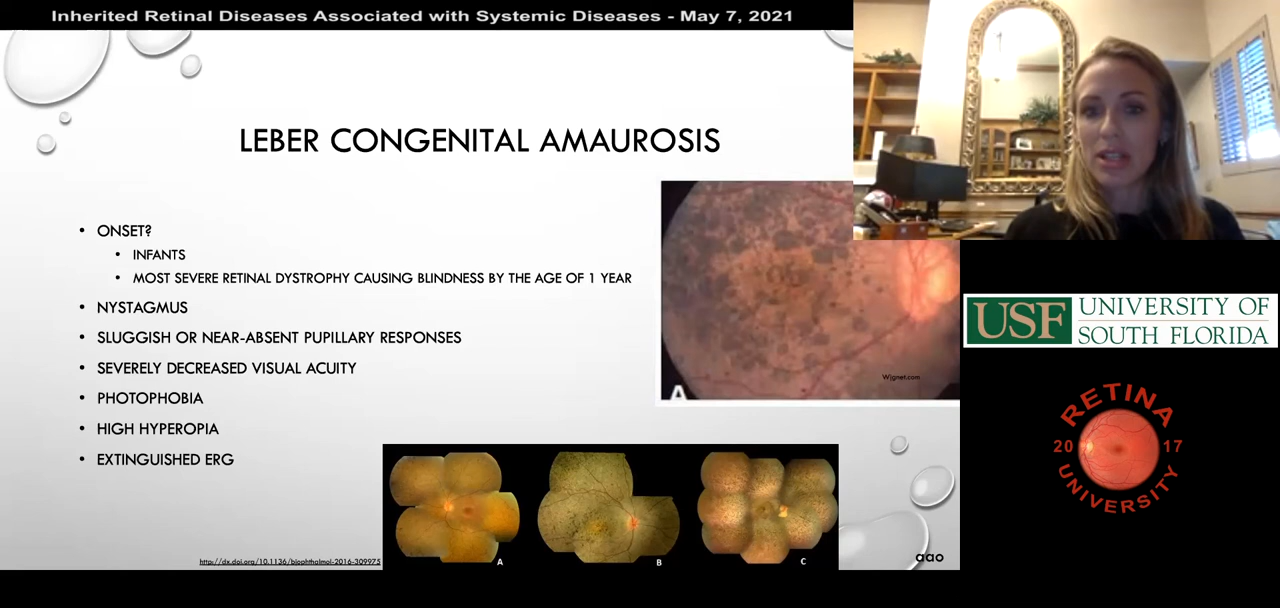 Inherited Retinal Diseases Associated with Systemic Diseases - May 7, 2021
LEBER CONGENITAL AMAUROSIS
• ONSET?
• INFANTS
• MOST SEVERE RETINAL DYSTROPHY CAUSING BLINDNESS BY THE AGE OF 1 YEAR
• NYSTAGMUS
• SLUGGISH OR NEAR-ABSENT PUPILLARY RESPONSES
• SEVERELY DECREASED VISUAL ACUITY
• PHOTOPHOBIA
• HIGH HYPEROPIA
• EXTINGUISHED ERG
Wjgnet.com
A
A
B
C
http://dx.doi.org/10.1136/bjophthalmol-2016-309975
aao
USF UNIVERSITY OF
SOUTH FLORIDA
RETINA
20 17
UNIVERSITY